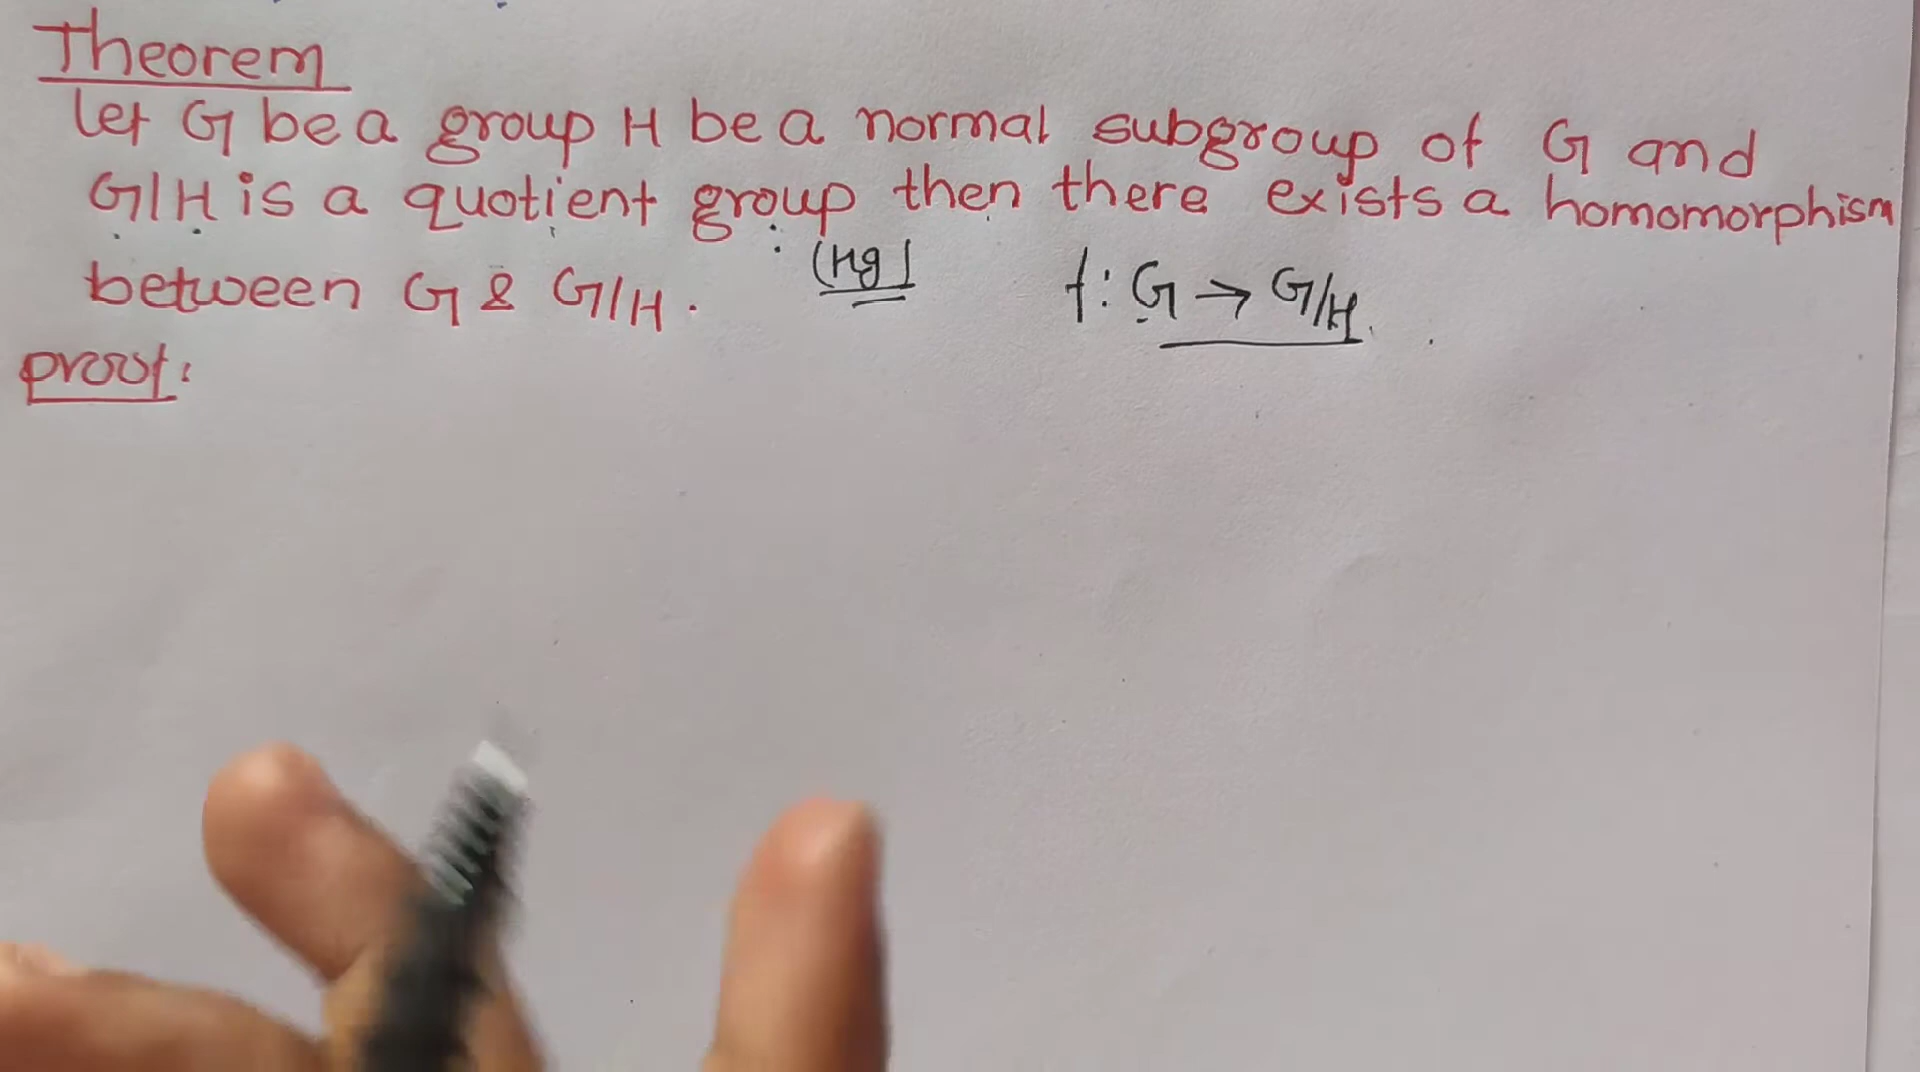 Theorem
let G be a group H be a normal subgroup of G and
G/H is a quotient group then there exists a homomorphism
between G & G/H. (Hg) f: G → G/H.
proof: